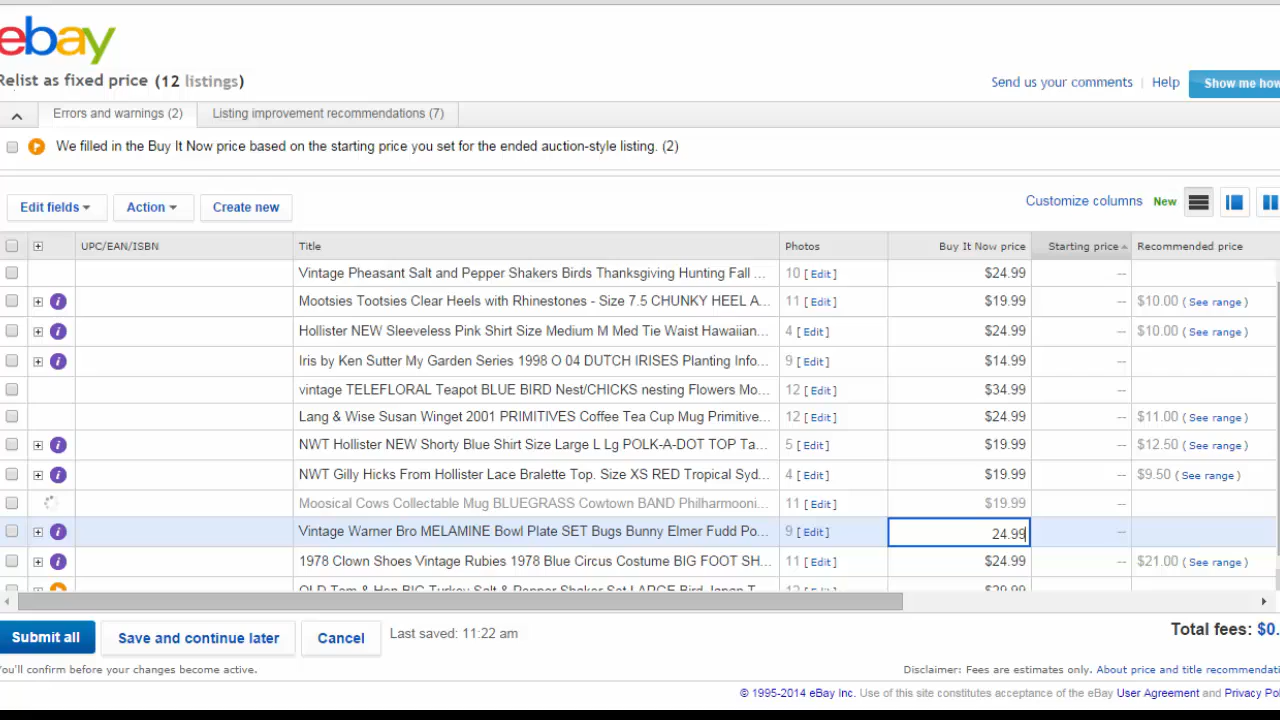 ebay
Relist as fixed price (12 listings)
Send us your comments | Help Show me how
Errors and warnings (2) Listing improvement recommendations (7)
We filled in the Buy It Now price based on the starting price you set for the ended auction-style listing. (2)
Edit fields Action Create new Customize columns New
UPC/EAN/ISBN Title Photos Buy It Now price Starting price Recommended price
Vintage Pheasant Salt and Pepper Shakers Birds Thanksgiving Hunting Fall ... 10 [ Edit ] $24.99 --
Mootsies Tootsies Clear Heels with Rhinestones - Size 7.5 CHUNKY HEEL A... 11 [ Edit ] $19.99 -- $10.00 ( See range )
Hollister NEW Sleeveless Pink Shirt Size Medium M Med Tie Waist Hawaiian... 4 [ Edit ] $24.99 -- $10.00 ( See range )
Iris by Ken Sutter My Garden Series 1998 O 04 DUTCH IRISES Planting Info... 9 [ Edit ] $14.99 --
vintage TELEFLORAL Teapot BLUE BIRD Nest/CHICKS nesting Flowers Mo... 12 [ Edit ] $34.99 --
Lang & Wise Susan Winget 2001 PRIMITIVES Coffee Tea Cup Mug Primitive... 12 [ Edit ] $24.99 -- $11.00 ( See range )
NWT Hollister NEW Shorty Blue Shirt Size Large L Lg POLK-A-DOT TOP Ta... 5 [ Edit ] $19.99 -- $12.50 ( See range )
NWT Gilly Hicks From Hollister Lace Bralette Top. Size XS RED Tropical Syd... 4 [ Edit ] $19.99 -- $9.50 ( See range )
Moosical Cows Collectable Mug BLUEGRASS Cowtown BAND Philharmooni... 11 [ Edit ] $19.99 --
Vintage Warner Bro MELAMINE Bowl Plate SET Bugs Bunny Elmer Fudd Po... 9 [ Edit ] 24.99 --
1978 Clown Shoes Vintage Rubies 1978 Blue Circus Costume BIG FOOT SH... 11 [ Edit ] $24.99 -- $21.00 ( See range )
OLD Tom & Hen BIG Turkey Salt & Pepper Shaker Set LARGE Bird Japan T... 12 [ Edit ] $29.99 --
Submit all Save and continue later Cancel Last saved: 11:22 am Total fees: $0.
You'll confirm before your changes become active. Disclaimer: Fees are estimates only. About price and title recommendati
© 1995-2014 eBay Inc. Use of this site constitutes acceptance of the eBay User Agreement and Privacy Pol